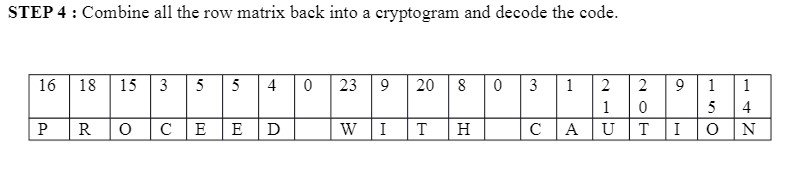 STEP 4 : Combine all the row matrix back into a cryptogram and decode the code.
16 18 15 3 5 5 4 0 23 9 20 8 0 3 1 21 20 9 15 14
P R O C E E D W I T H C A U T I O N